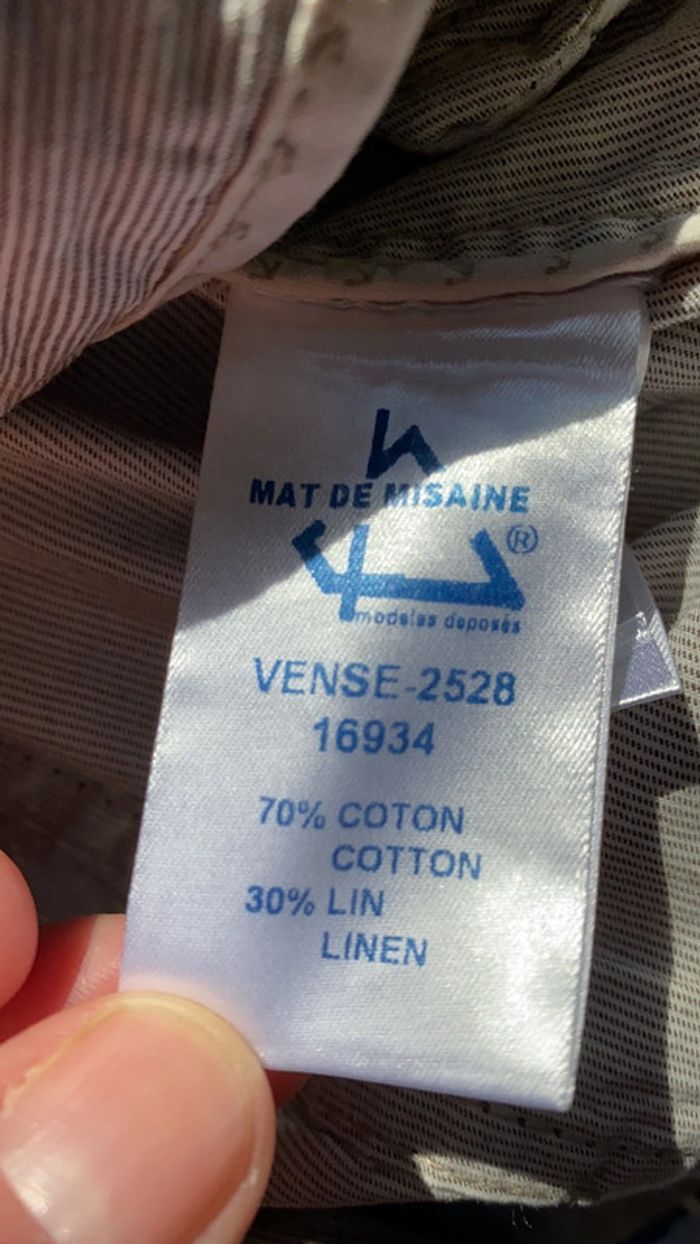 MAT DE MISAINE
®
modèles déposés
VENSE-2528
16934
70% COTON
COTTON
30% LIN
LINEN